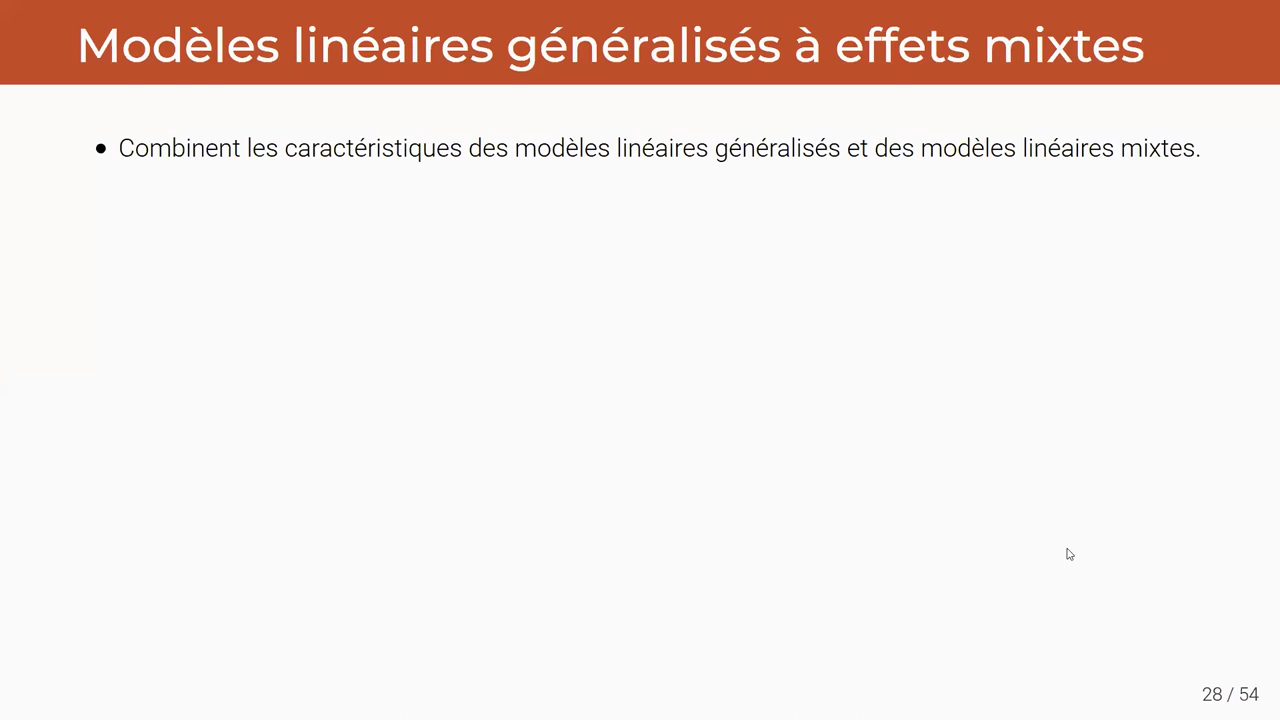 Modèles linéaires généralisés à effets mixtes
• Combinent les caractéristiques des modèles linéaires généralisés et des modèles linéaires mixtes.
28 / 54